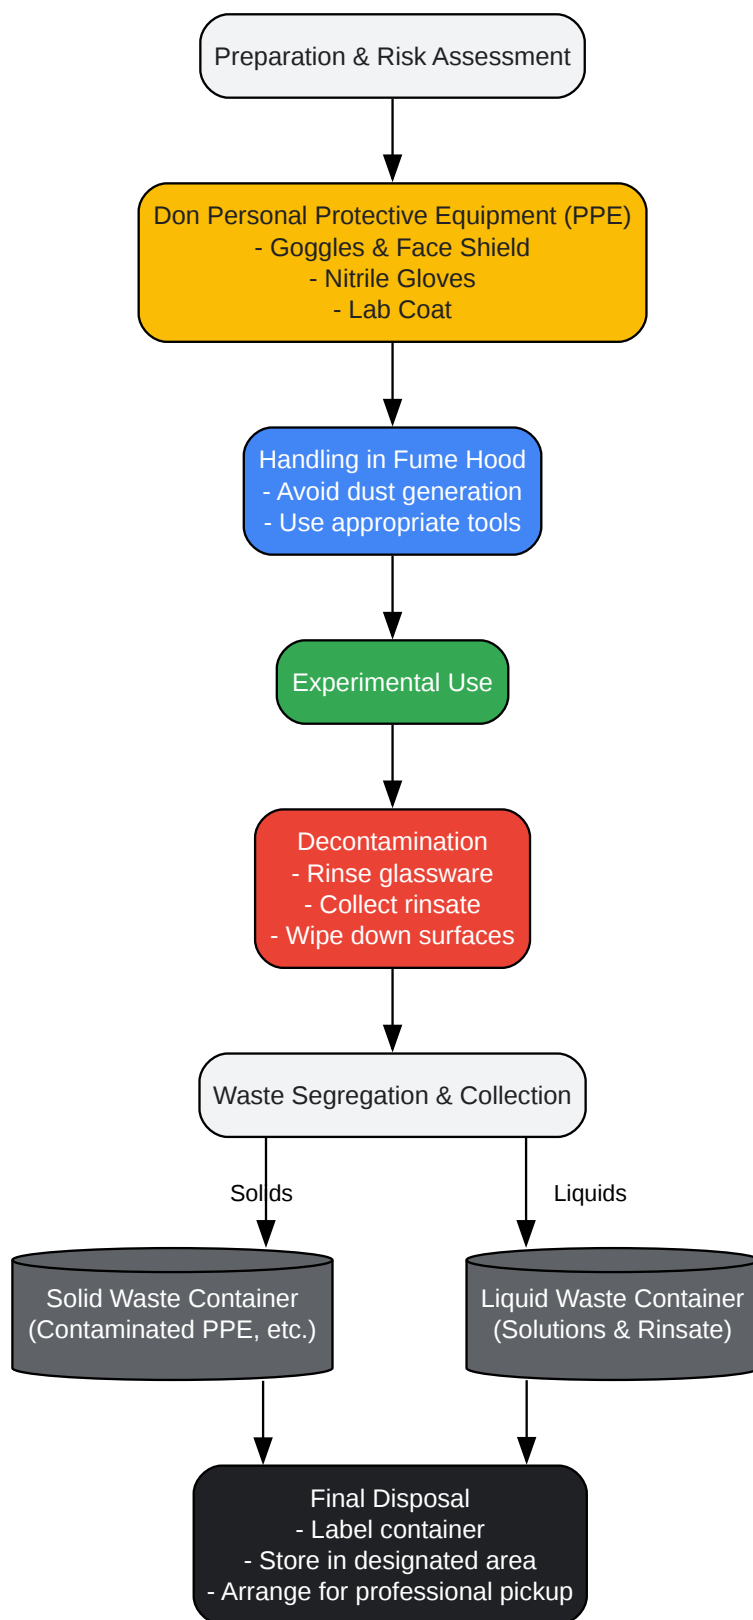 Preparation & Risk Assessment
Don Personal Protective Equipment (PPE)
- Goggles & Face Shield
- Nitrile Gloves
- Lab Coat
Handling in Fume Hood
- Avoid dust generation
- Use appropriate tools
Experimental Use
Decontamination
- Rinse glassware
- Collect rinsate
- Wipe down surfaces
Waste Segregation & Collection
Solids
Liquids
Solid Waste Container
(Contaminated PPE, etc.)
Liquid Waste Container
(Solutions & Rinsate)
Final Disposal
- Label container
- Store in designated area
- Arrange for professional pickup